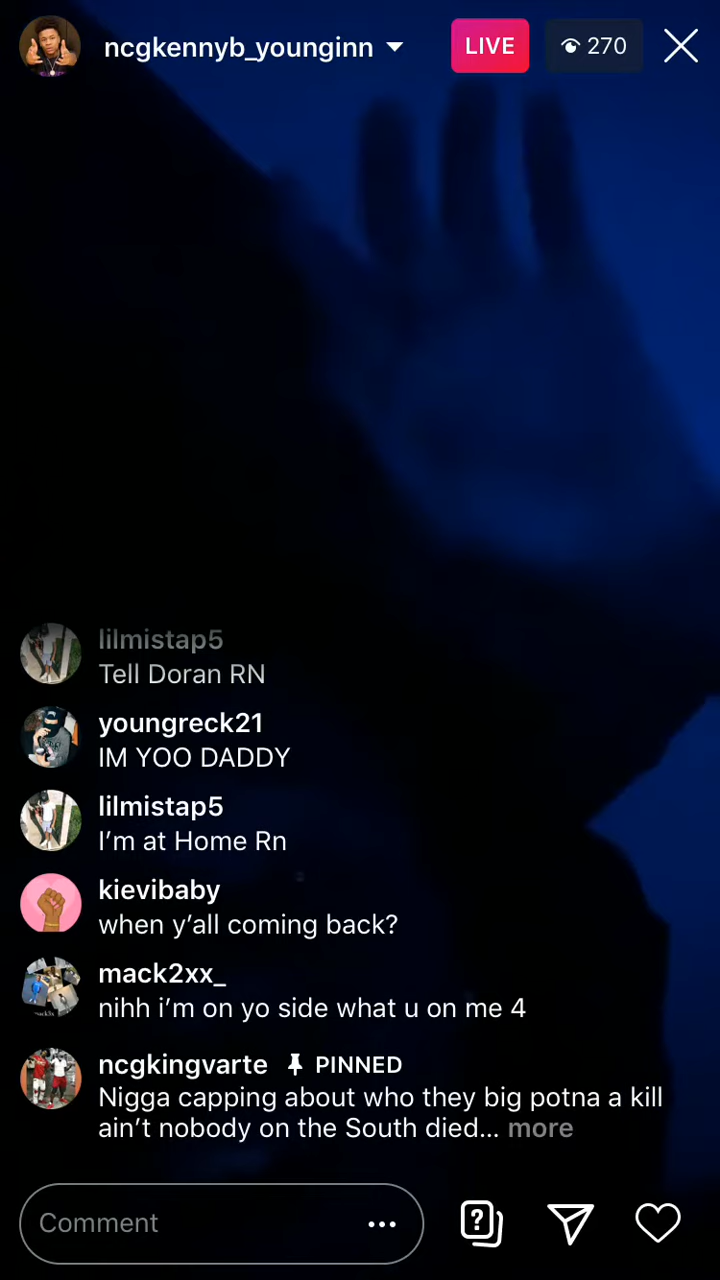 ncgkennyb_younginn
LIVE
270
lilmistap5
Tell Doran RN
youngreck21
IM YOO DADDY
lilmistap5
I'm at Home Rn
kievibaby
when y'all coming back?
mack2xx_
nihh i'm on yo side what u on me 4
ncgkingvarte PINNED
Nigga capping about who they big potna a kill
ain't nobody on the South died... more
Comment